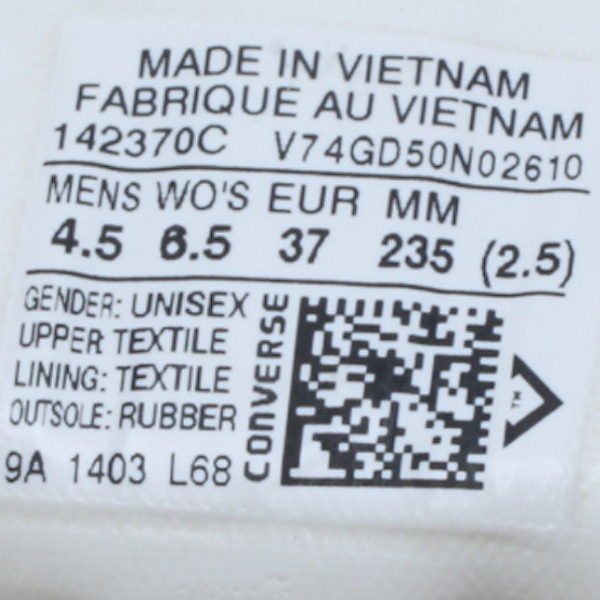 MADE IN VIETNAM
FABRIQUE AU VIETNAM
142370C V74GD50N02610
MENS WO'S EUR MM
4.5 6.5 37 235 (2.5)
GENDER: UNISEX
UPPER TEXTILE
LINING: TEXTILE
OUTSOLE: RUBBER
9A 1403 L68
CONVERSE
TM